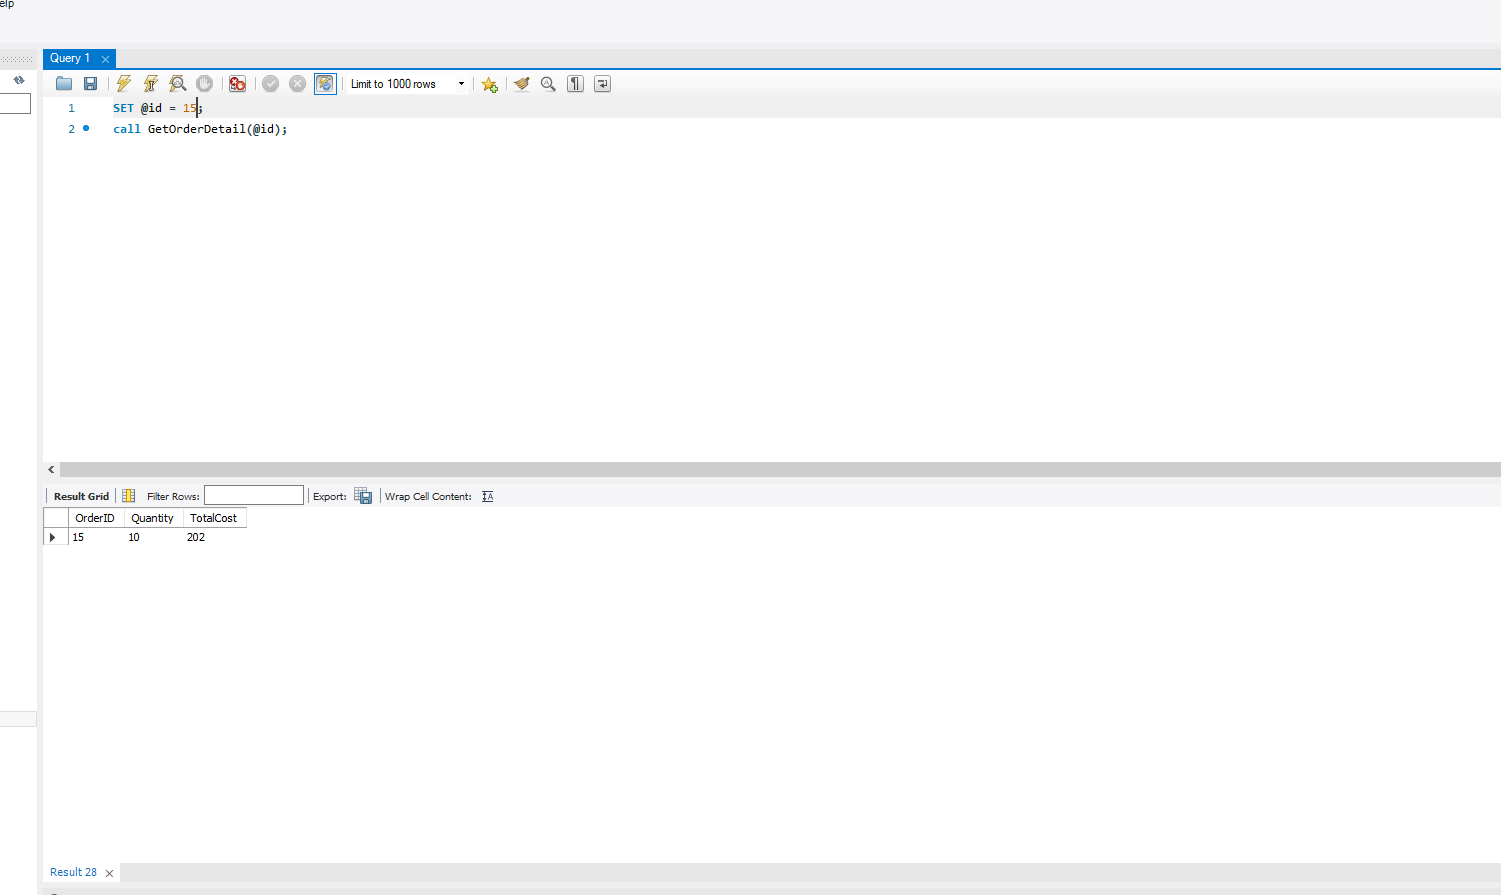 elp
Query 1
Limit to 1000 rows
1 SET @id = 15;
2 call GetOrderDetail(@id);
Result Grid Filter Rows: Export: Wrap Cell Content:
OrderID Quantity TotalCost
15 10 202
Result 28